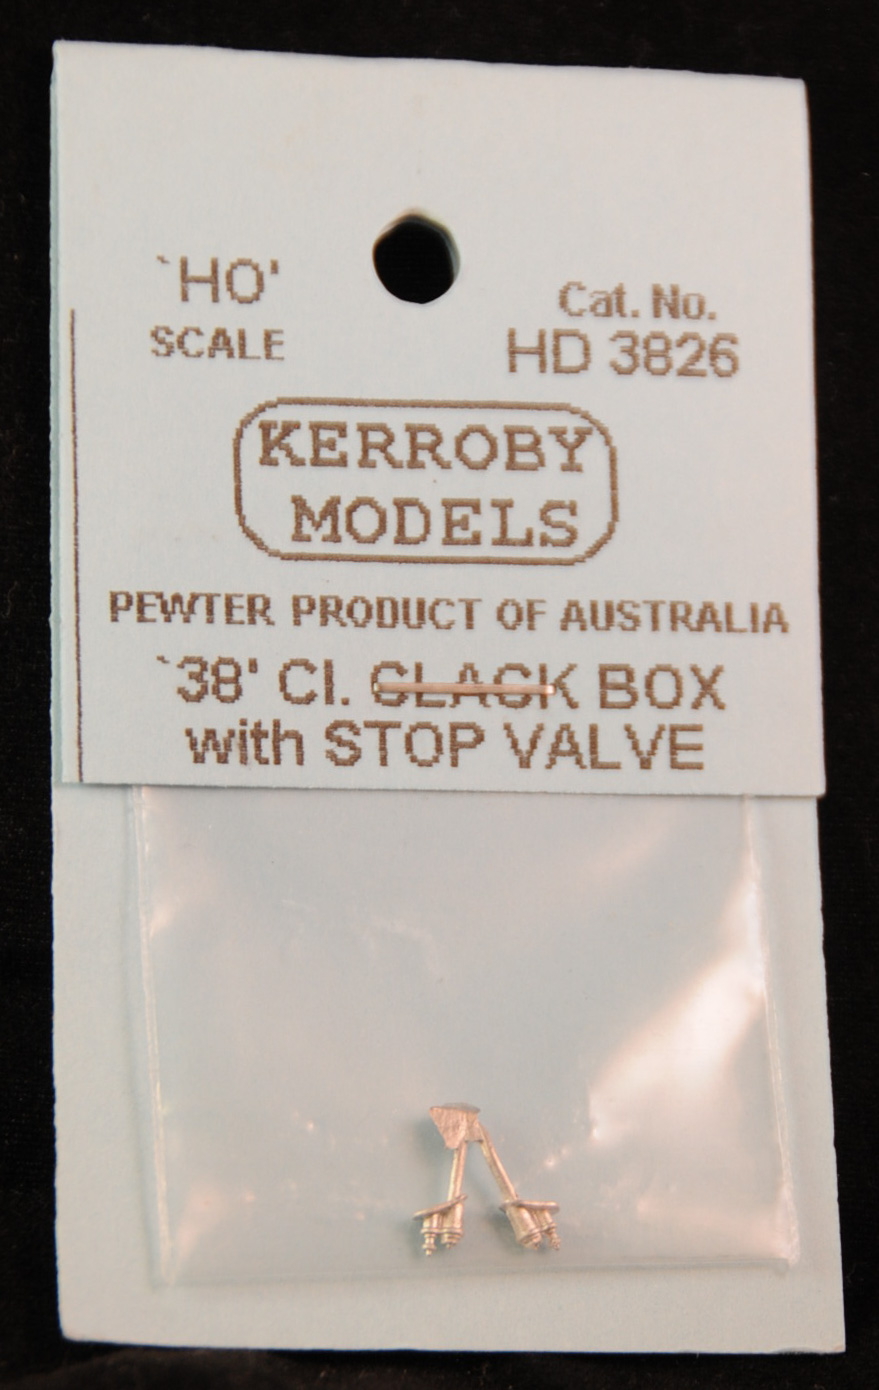 `HO'
SCALE
Cat. No.
HD 3826
KERROBY
MODELS
PEWTER PRODUCT OF AUSTRALIA
`38' Cl. CLACK BOX
with STOP VALVE